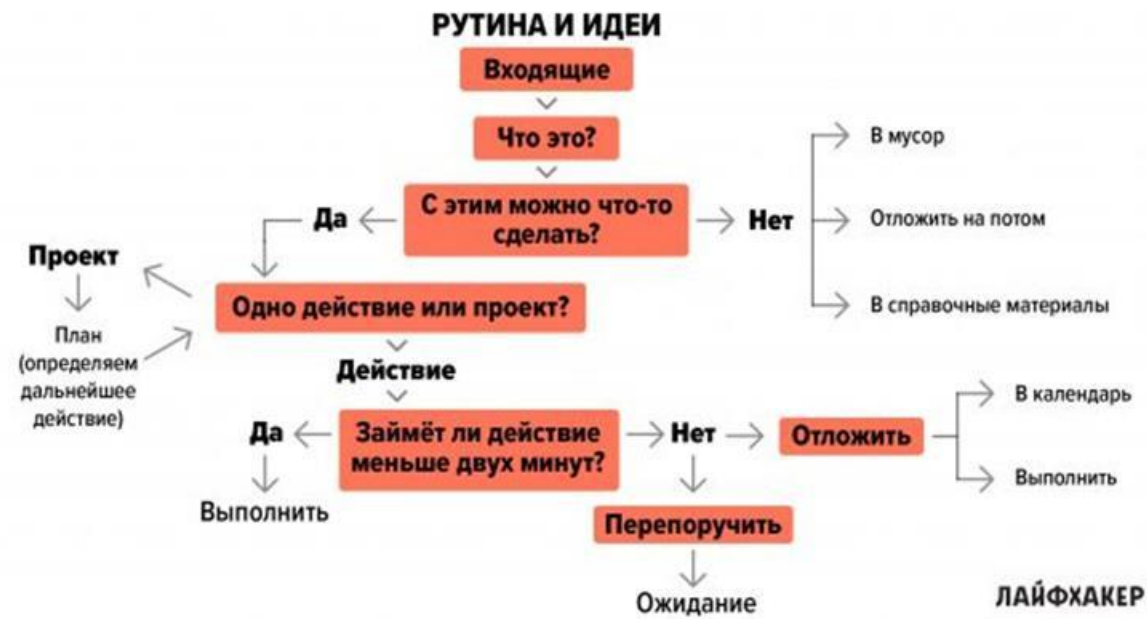 РУТИНА И ИДЕИ
Входящие
Что это?
С этим можно что-то
сделать?
Да
Нет
В мусор
Отложить на потом
В справочные материалы
Проект
План
(определяем
дальнейшее
действие)
Одно действие или проект?
Действие
Займёт ли действие
меньше двух минут?
Да
Выполнить
Нет
Отложить
В календарь
Выполнить
Перепоручить
Ожидание
ЛАЙФХАКЕР